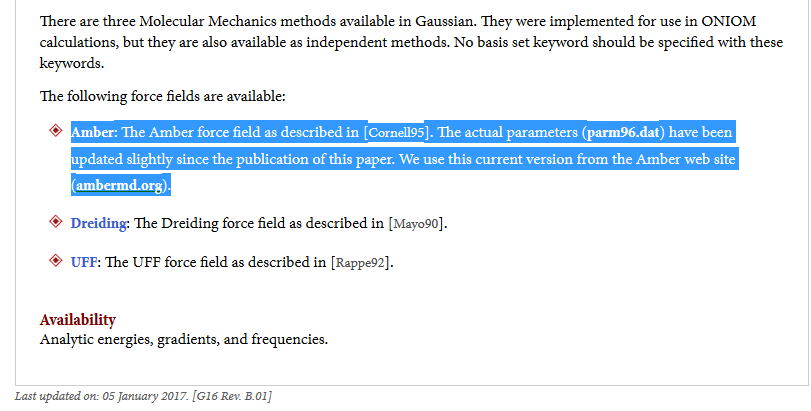 There are three Molecular Mechanics methods available in Gaussian. They were implemented for use in ONIOM
calculations, but they are also available as independent methods. No basis set keyword should be specified with these
keywords.
The following force fields are available:
Amber: The Amber force field as described in [Cornell95]. The actual parameters (parm96.dat) have been
updated slightly since the publication of this paper. We use this current version from the Amber web site
(ambermd.org).
Dreiding: The Dreiding force field as described in [Mayo90].
UFF: The UFF force field as described in [Rappe92].
Availability
Analytic energies, gradients, and frequencies.
Last updated on: 05 January 2017. [G16 Rev. B.01]